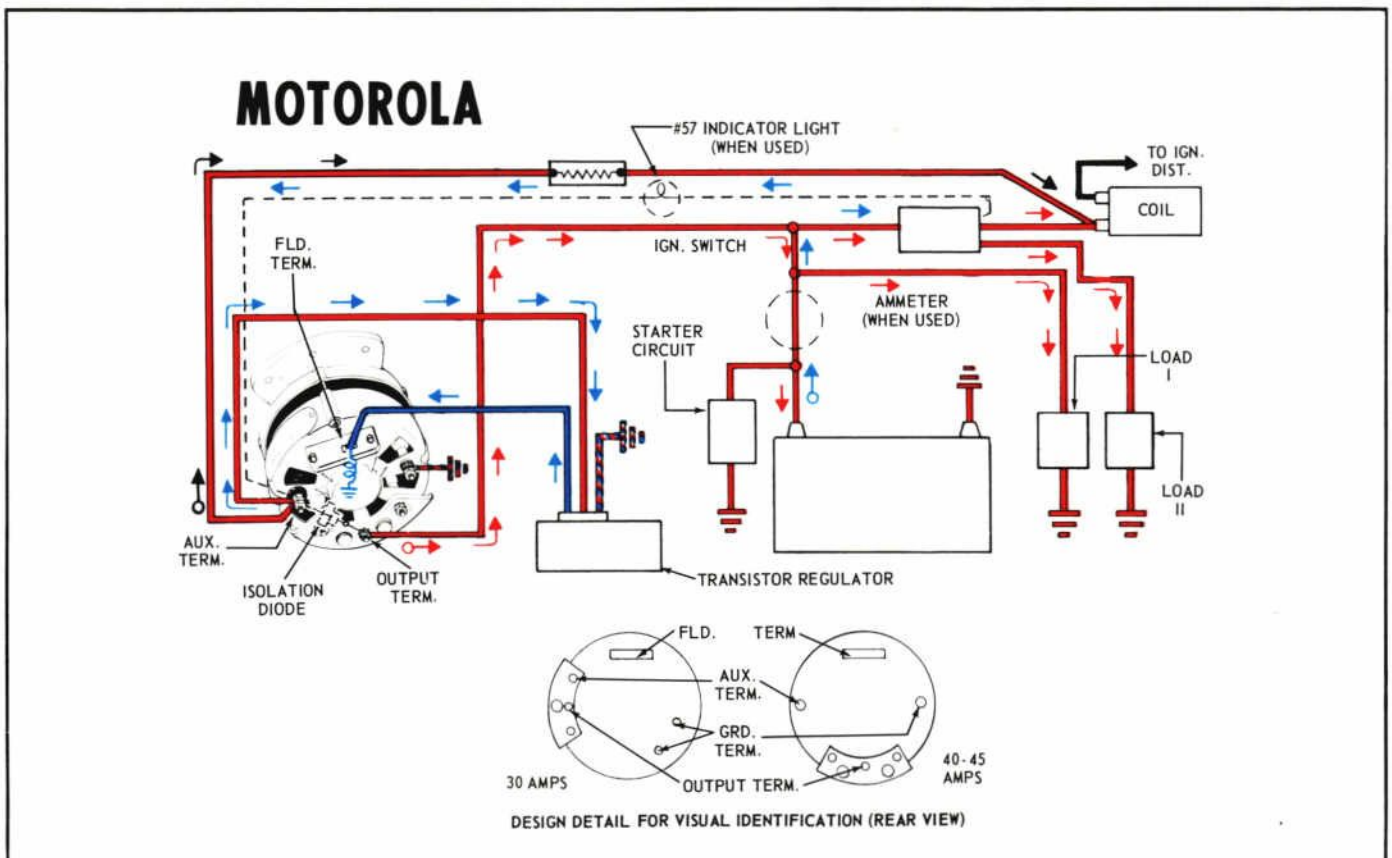 MOTOROLA
#57 INDICATOR LIGHT
(WHEN USED)
TO IGN.
DIST.
COIL
FLD.
TERM.
IGN. SWITCH
AMMETER
(WHEN USED)
STARTER
CIRCUIT
LOAD
I
LOAD
II
AUX.
TERM.
ISOLATION
DIODE
OUTPUT
TERM.
TRANSISTOR REGULATOR
FLD.
TERM
AUX.
TERM.
GRD.
TERM.
30 AMPS
OUTPUT TERM.
40-45
AMPS
DESIGN DETAIL FOR VISUAL IDENTIFICATION (REAR VIEW)